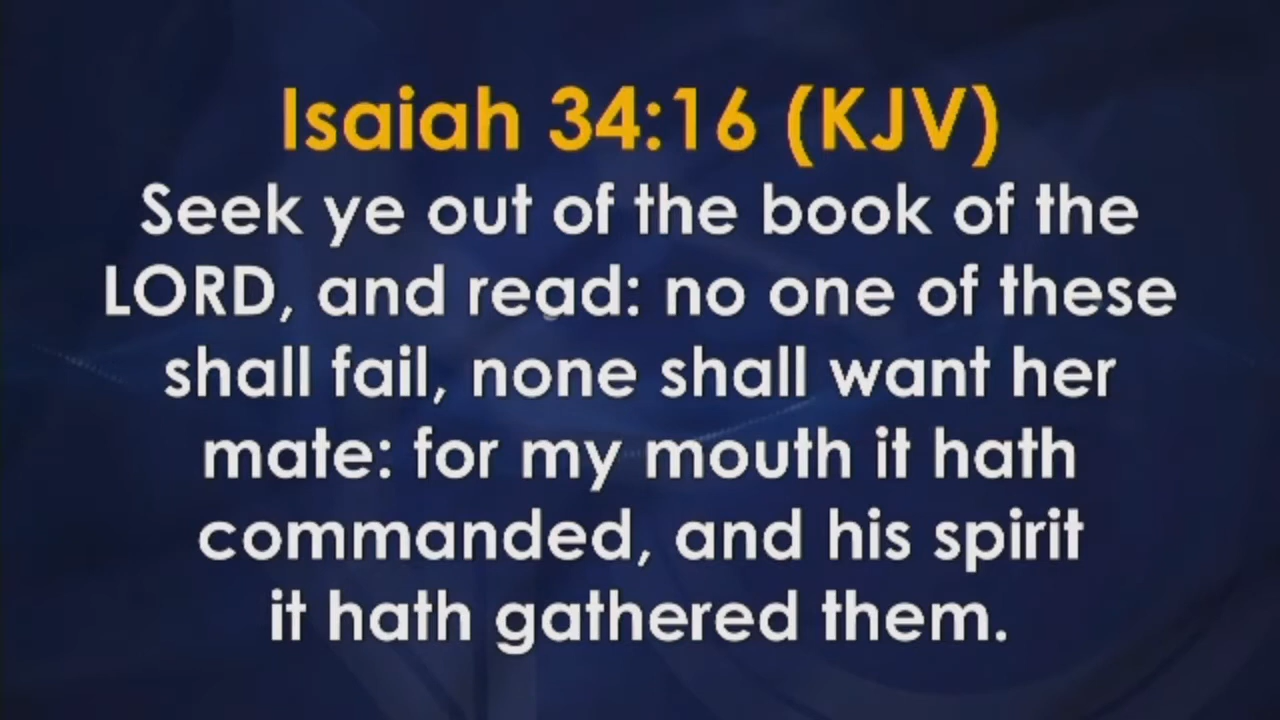 Isaiah 34:16 (KJV)
Seek ye out of the book of the
LORD, and read: no one of these
shall fail, none shall want her
mate: for my mouth it hath
commanded, and his spirit
it hath gathered them.